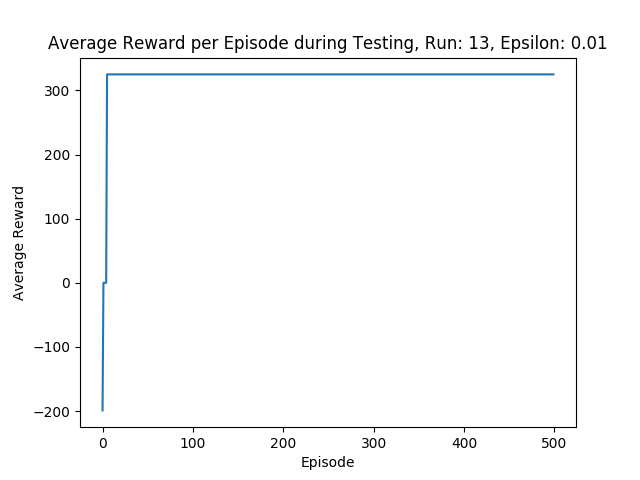 Average Reward per Episode during Testing, Run: 13, Epsilon: 0.01
300
200
100
0
−100
−200
Average Reward
0 100 200 300 400 500
Episode